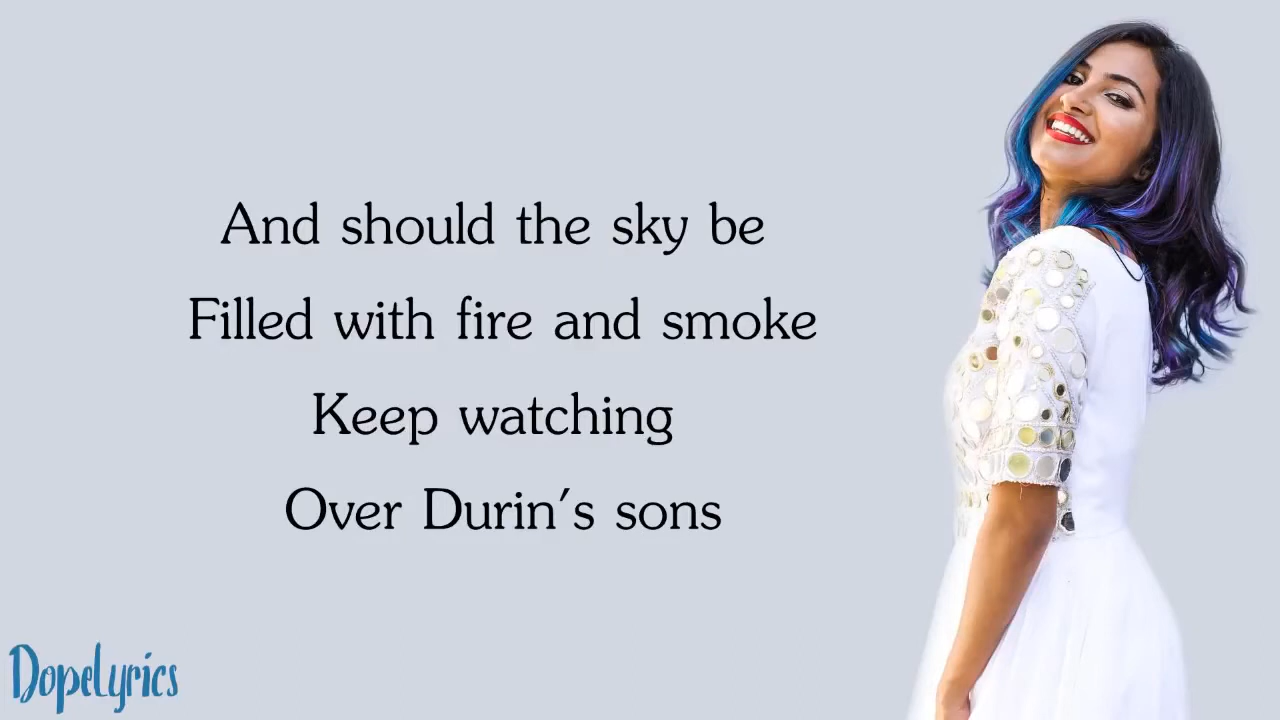 And should the sky be
Filled with fire and smoke
Keep watching
Over Durin's sons
DopeLyrics